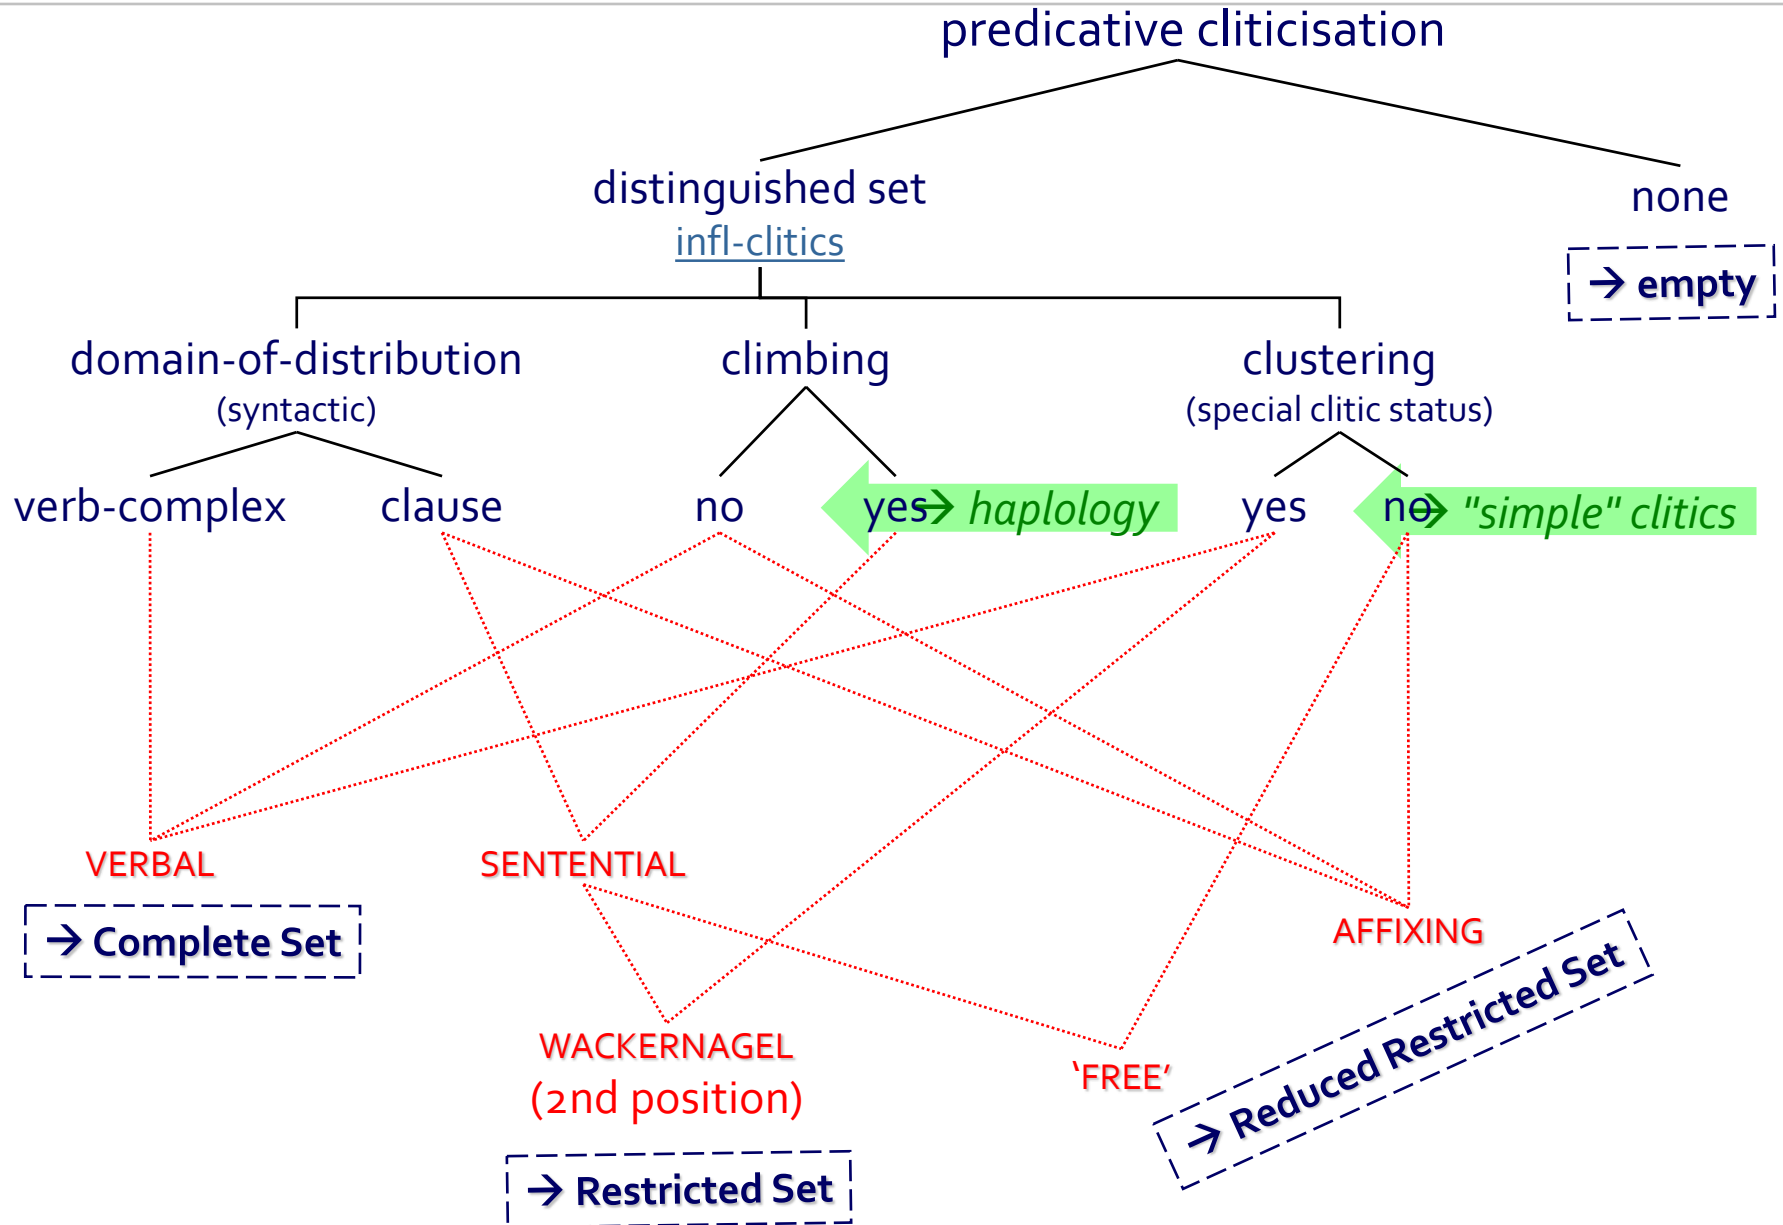 predicative cliticisation
distinguished set
infl-clitics
none
→ empty
domain-of-distribution
(syntactic)
climbing
clustering
(special clitic status)
verb-complex
clause
no
yes→ haplology
yes
no→ "simple" clitics
VERBAL
→ Complete Set
SENTENTIAL
AFFIXING
→ Reduced Restricted Set
WACKERNAGEL
(2nd position)
‘FREE’
→ Restricted Set